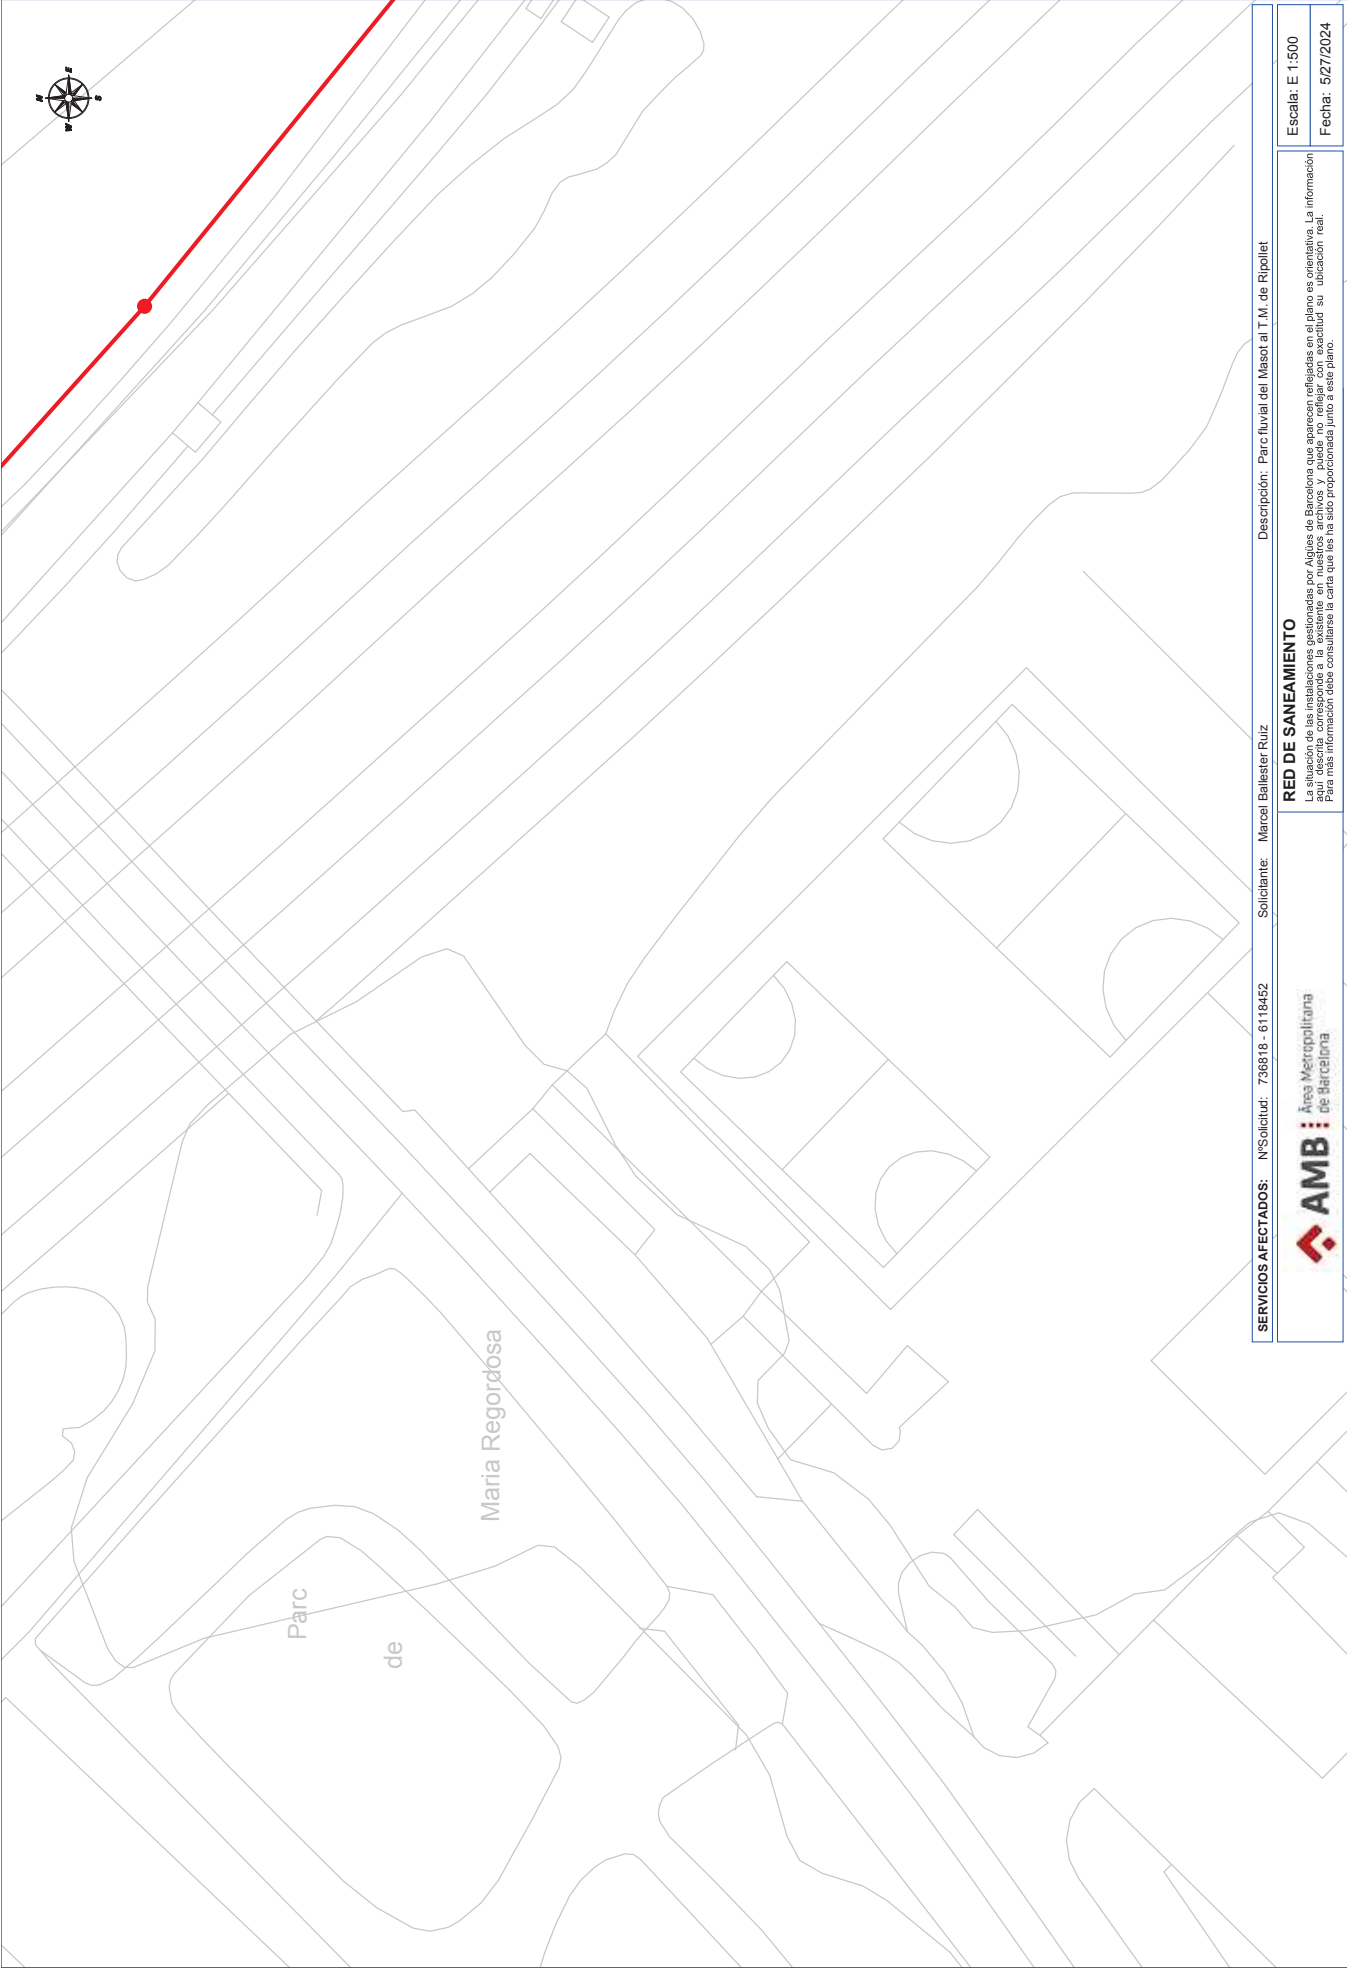 N
E
S
W
Parc
de
Maria Regordosa
SERVICIOS AFECTADOS: NºSolicitud: 736818 - 6118452 Solicitante: Marcel Ballester Ruiz Descripción: Parc fluvial del Masot al T.M. de Ripollet
AMB Àrea Metropolitana
de Barcelona
RED DE SANEAMIENTO
La situación de las instalaciones gestionadas por Aigües de Barcelona que aparecen reflejadas en el plano es orientativa. La información
aquí descrita corresponde a la existente en nuestros archivos y puede no reflejar con exactitud su ubicación real.
Para más información debe consultarse la carta que les ha sido proporcionada junto a este plano.
Escala: E 1:500
Fecha: 5/27/2024